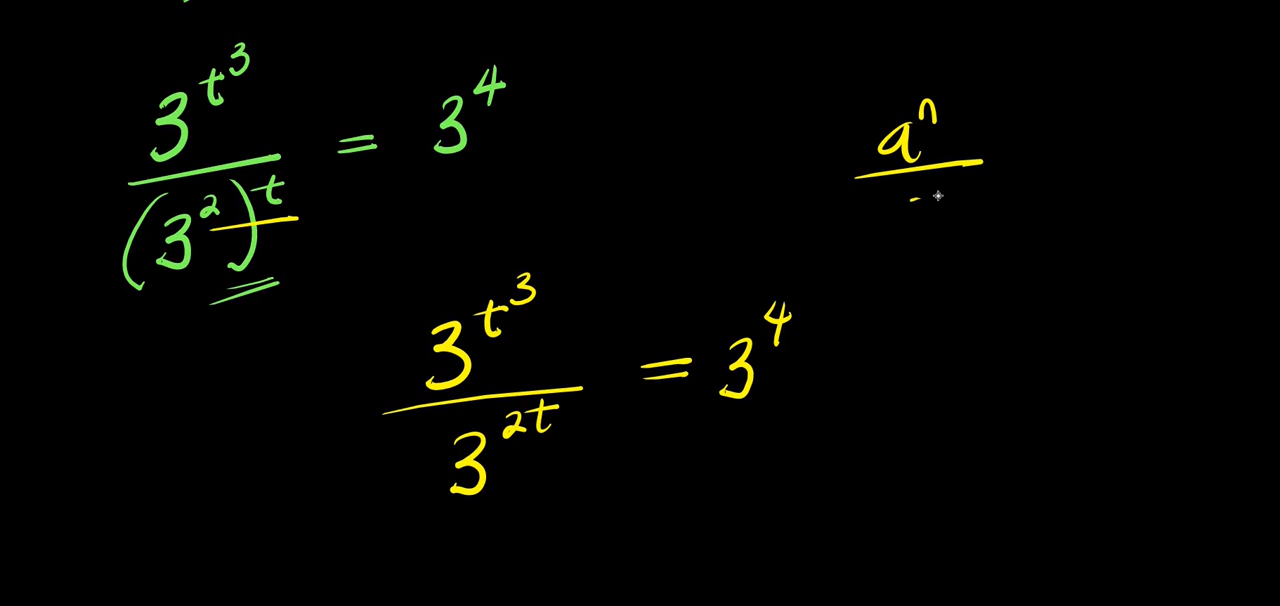 3^{t^3} / (3^2)^t = 3^4
a^n
3^{t^3} / 3^{2t} = 3^4